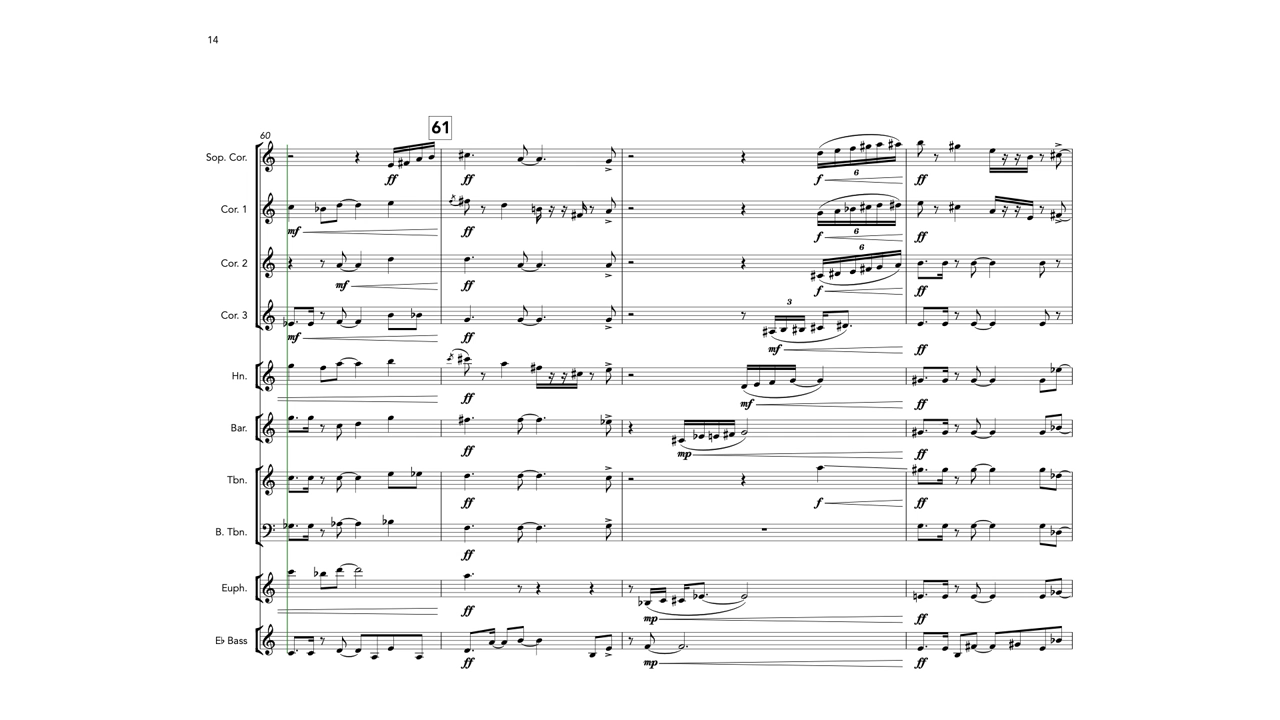 14
61
60
Sop. Cor.
ff ff f 6 ff
Cor. 1
mf ff f 6 ff
Cor. 2
6
mf ff f ff
Cor. 3
3
mf ff mf ff
Hn.
ff mf ff
Bar.
ff mp ff
Tbn.
ff f ff
B. Tbn.
ff ff
Euph.
ff mp ff
E♭ Bass
ff mp ff